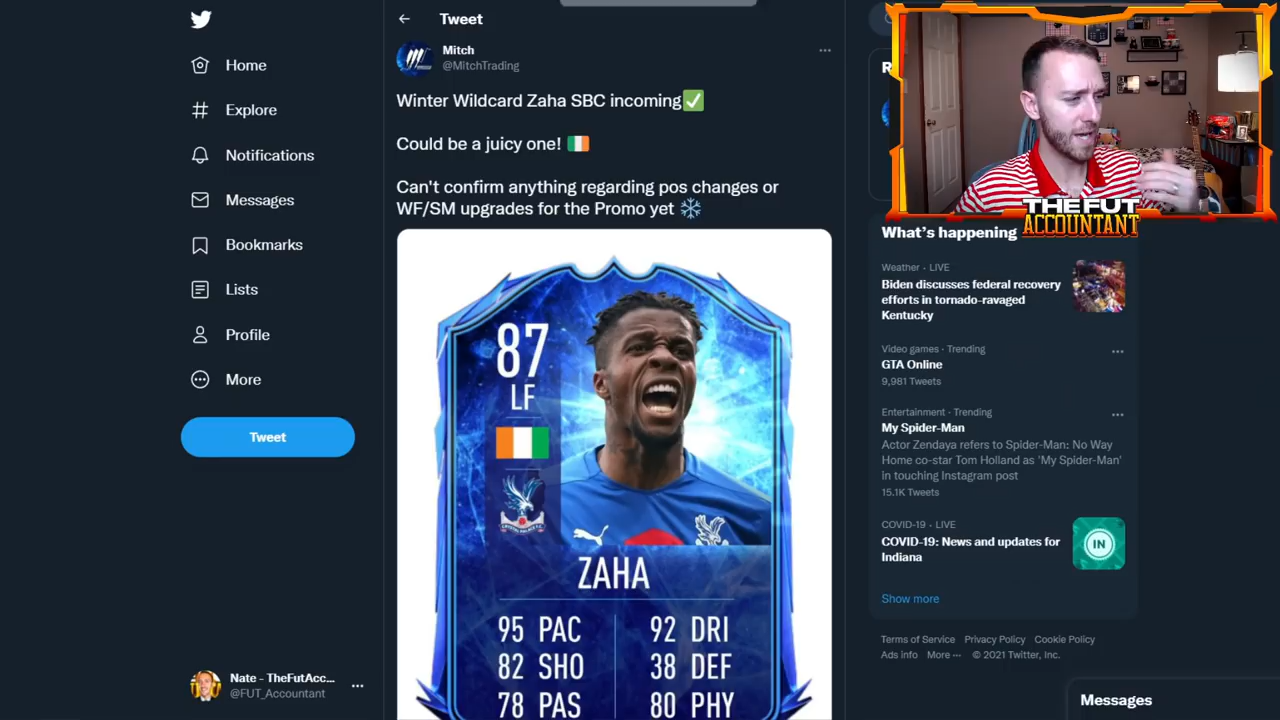 Home
Explore
Notifications
Messages
Bookmarks
Lists
Profile
More
Tweet
Nate - TheFutAcc...
@FUT_Accountant
Tweet
Mitch
@MitchTrading
Winter Wildcard Zaha SBC incoming✅
Could be a juicy one! 🇨🇮
Can't confirm anything regarding pos changes or
WF/SM upgrades for the Promo yet ❄️
87
LF
ZAHA
95 PAC
82 SHO
78 PAS
92 DRI
38 DEF
80 PHY
THE FUT
ACCOUNTANT
What's happening
Weather · LIVE
Biden discusses federal recovery
efforts in tornado-ravaged
Kentucky
Video games · Trending
GTA Online
9,981 Tweets
Entertainment · Trending
My Spider-Man
Actor Zendaya refers to Spider-Man: No Way
Home co-star Tom Holland as 'My Spider-Man'
in touching Instagram post
15.1K Tweets
COVID-19 · LIVE
COVID-19: News and updates for
Indiana
IN
Show more
Terms of Service Privacy Policy Cookie Policy
Ads info More ··· © 2021 Twitter, Inc.
Messages